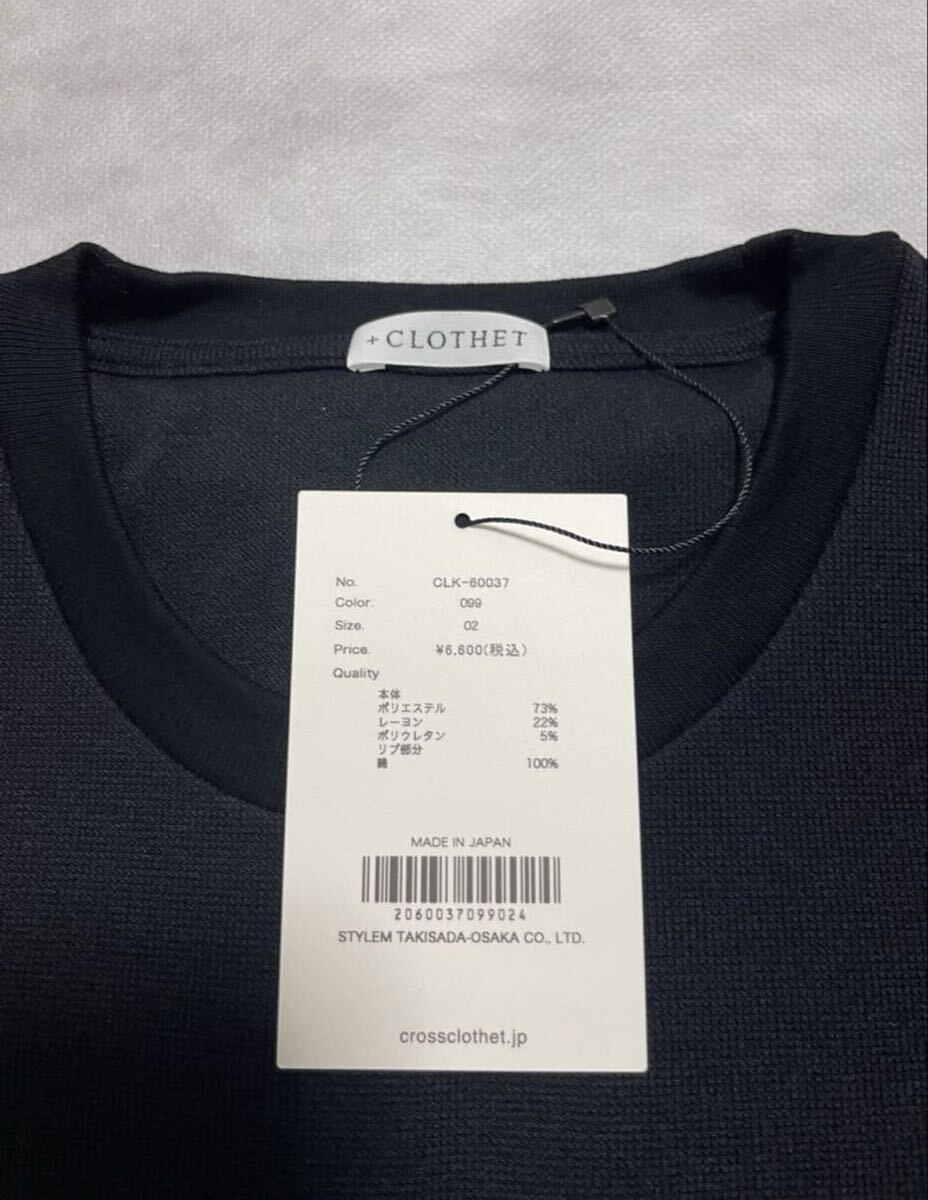 +CLOTHET
No. CLK-60037
Color. 099
Size. 02
Price. ¥6,600(税込)
Quality
本体
ポリエステル 73%
レーヨン 22%
ポリウレタン 5%
リブ部分
綿 100%
MADE IN JAPAN
2060037099024
STYLEM TAKISADA-OSAKA CO., LTD.
crossclothet.jp